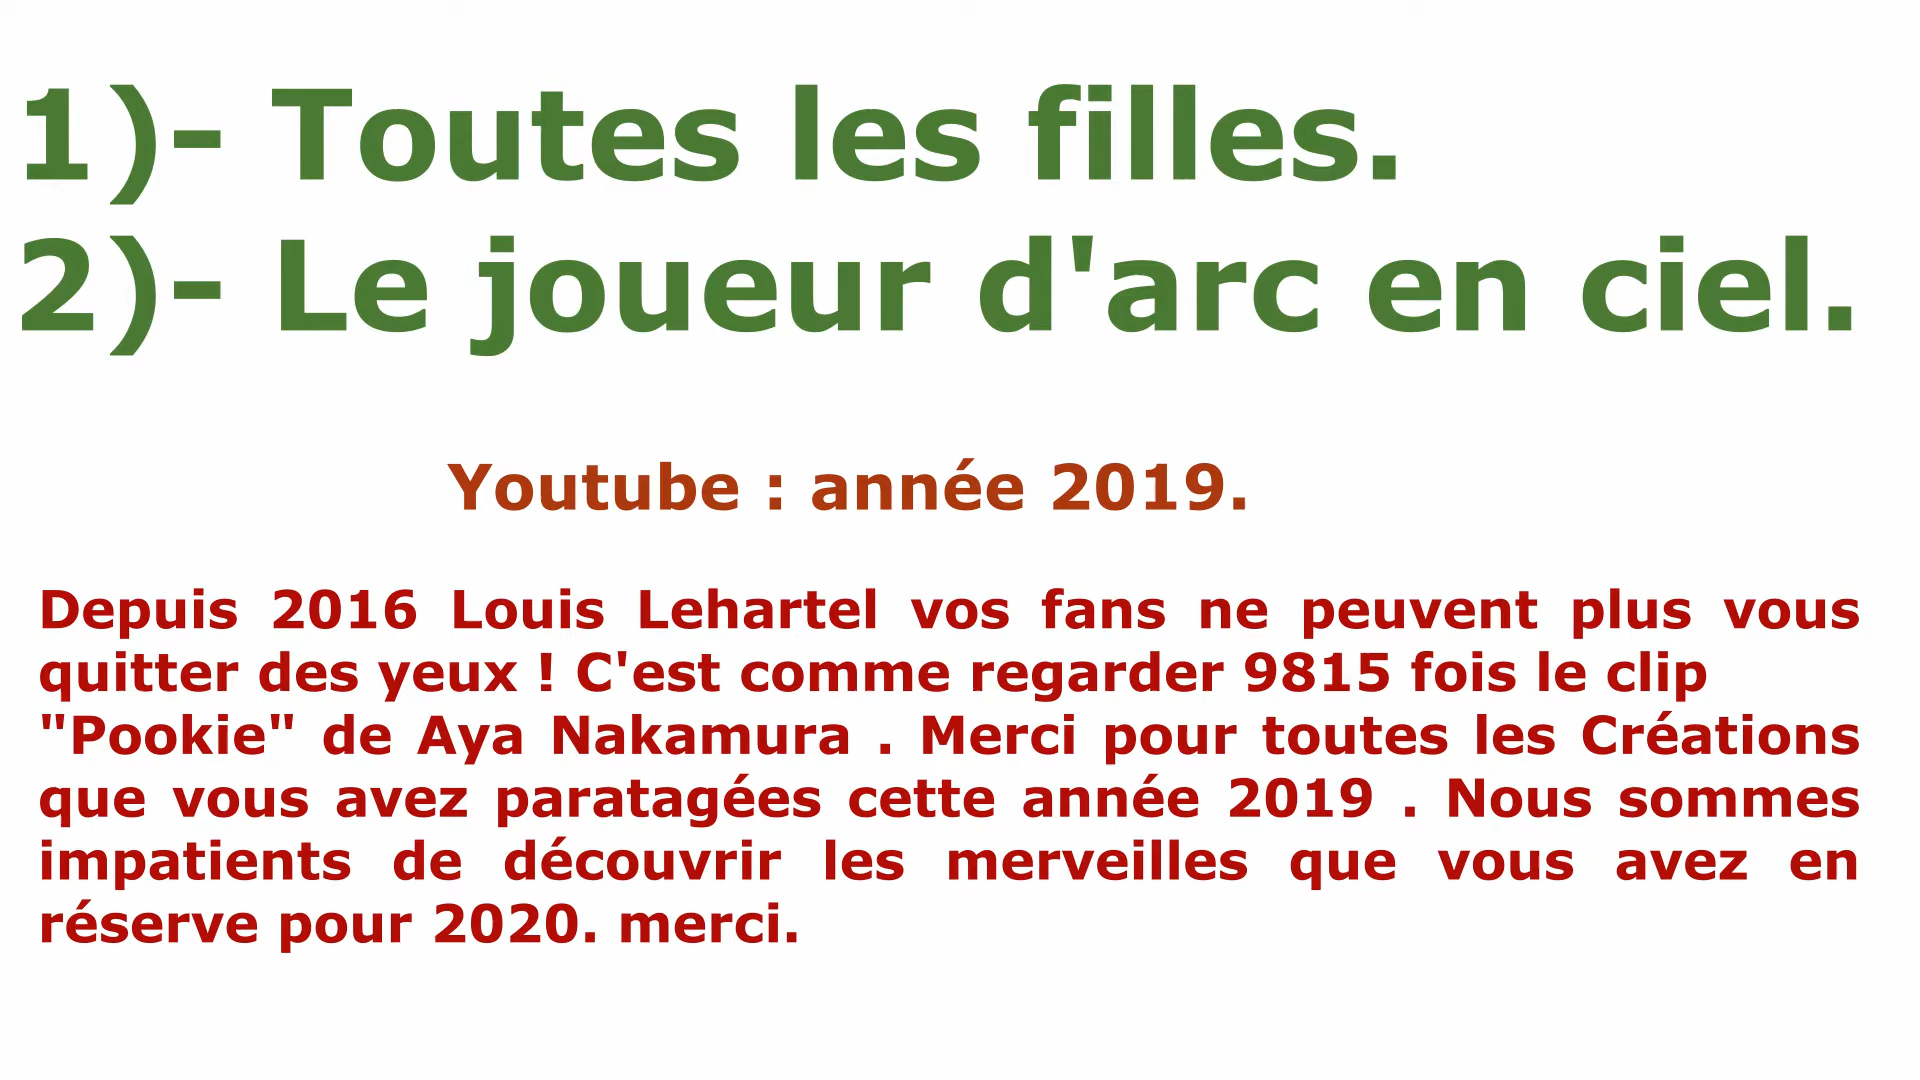 1)- Toutes les filles.
2)- Le joueur d'arc en ciel.
Youtube : année 2019.
Depuis 2016 Louis Lehartel vos fans ne peuvent plus vous
quitter des yeux ! C'est comme regarder 9815 fois le clip
"Pookie" de Aya Nakamura . Merci pour toutes les Créations
que vous avez paratagées cette année 2019 . Nous sommes
impatients de découvrir les merveilles que vous avez en
réserve pour 2020. merci.